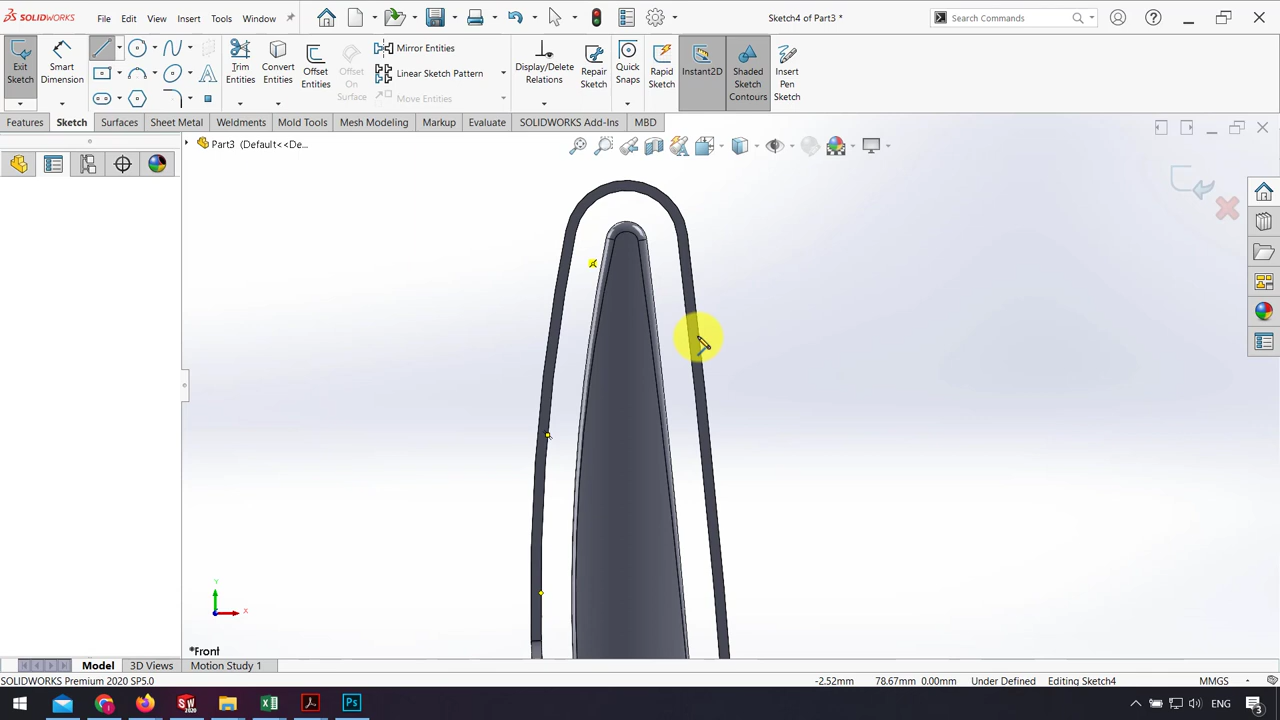 SOLIDWORKS File Edit View Insert Tools Window Sketch4 of Part3 * Search Commands
Exit Sketch
Smart Dimension
Trim Entities
Convert Entities
Offset Entities
Offset On Surface
Mirror Entities
Linear Sketch Pattern
Move Entities
Display/Delete Relations
Repair Sketch
Quick Snaps
Rapid Sketch
Instant2D
Shaded Sketch Contours
Insert Pen Sketch
Features Sketch Surfaces Sheet Metal Weldments Mold Tools Mesh Modeling Markup Evaluate SOLIDWORKS Add-Ins MBD
Part3 (Default<<De...
Y
X
*Front
Model 3D Views Motion Study 1
SOLIDWORKS Premium 2020 SP5.0 -2.52mm 78.67mm 0.00mm Under Defined Editing Sketch4 MMGS
ENG